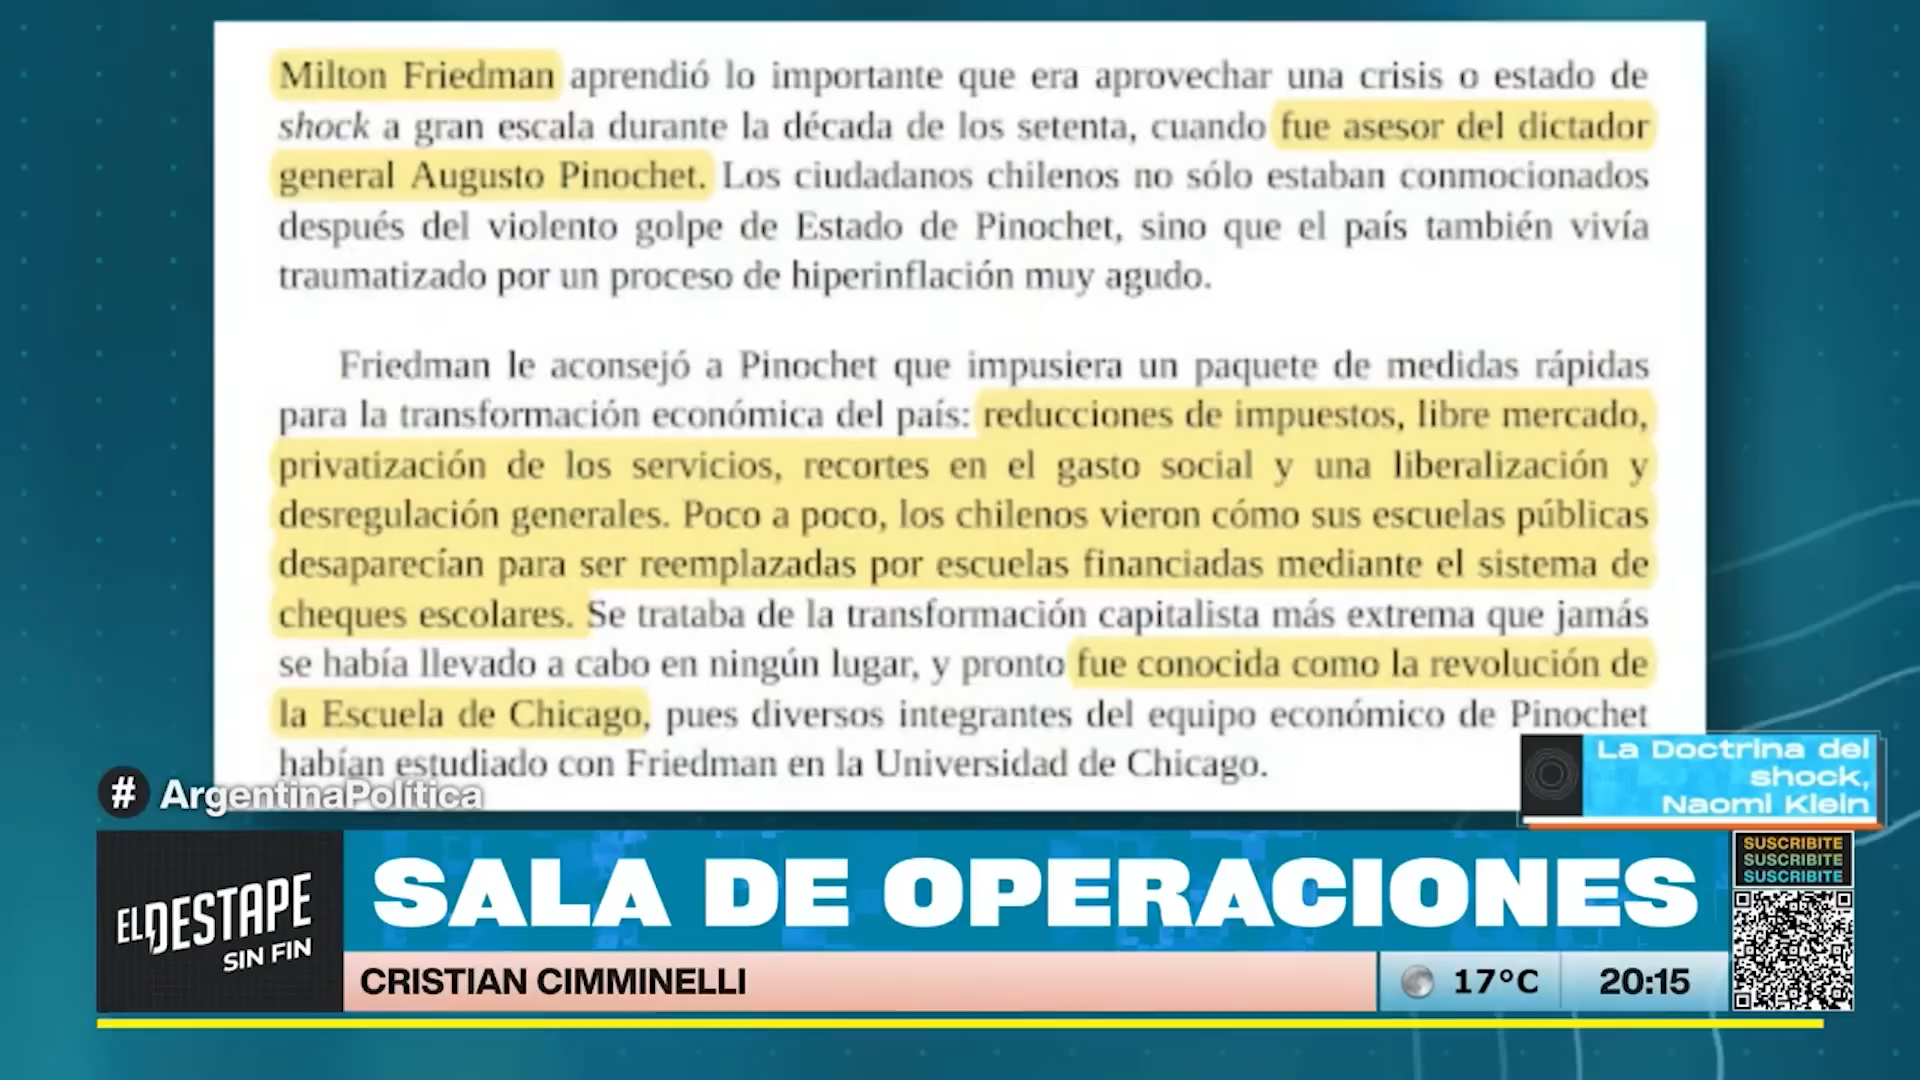 Milton Friedman aprendió lo importante que era aprovechar una crisis o estado de
shock a gran escala durante la década de los setenta, cuando fue asesor del dictador
general Augusto Pinochet. Los ciudadanos chilenos no sólo estaban conmocionados
después del violento golpe de Estado de Pinochet, sino que el país también vivía
traumatizado por un proceso de hiperinflación muy agudo.
Friedman le aconsejó a Pinochet que impusiera un paquete de medidas rápidas
para la transformación económica del país: reducciones de impuestos, libre mercado,
privatización de los servicios, recortes en el gasto social y una liberalización y
desregulación generales. Poco a poco, los chilenos vieron cómo sus escuelas públicas
desaparecían para ser reemplazadas por escuelas financiadas mediante el sistema de
cheques escolares. Se trataba de la transformación capitalista más extrema que jamás
se había llevado a cabo en ningún lugar, y pronto fue conocida como la revolución de
la Escuela de Chicago, pues diversos integrantes del equipo económico de Pinochet
habían estudiado con Friedman en la Universidad de Chicago.
# ArgentinaPolítica
La Doctrina del
shock,
Naomi Klein
EL DESTAPE
SIN FIN
SALA DE OPERACIONES
CRISTIAN CIMMINELLI
17°C
20:15
SUSCRIBITE
SUSCRIBITE
SUSCRIBITE